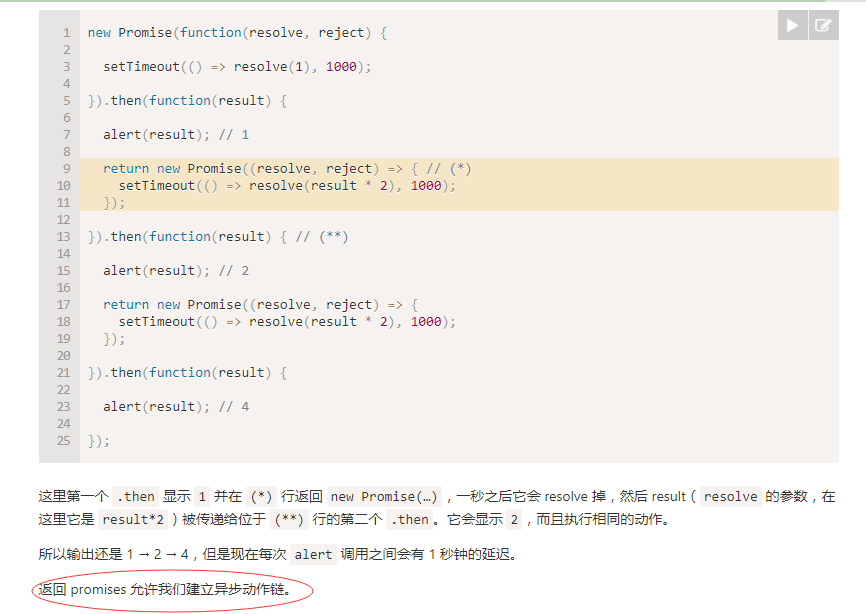 1 new Promise(function(resolve, reject) {
2
3 setTimeout(() => resolve(1), 1000);
4
5 }).then(function(result) {
6
7 alert(result); // 1
8
9 return new Promise((resolve, reject) => { // (*)
10 setTimeout(() => resolve(result * 2), 1000);
11 });
12
13 }).then(function(result) { // (**)
14
15 alert(result); // 2
16
17 return new Promise((resolve, reject) => {
18 setTimeout(() => resolve(result * 2), 1000);
19 });
20
21 }).then(function(result) {
22
23 alert(result); // 4
24
25 });
这里第一个 .then 显示 1 并在 (*) 行返回 new Promise(…) ，一秒之后它会 resolve 掉，然后 result（ resolve 的参数，在
这里它是 result*2 ）被传递给位于 (**) 行的第二个 .then 。它会显示 2 ，而且执行相同的动作。
所以输出还是 1 → 2 → 4，但是现在每次 alert 调用之间会有 1 秒钟的延迟。
返回 promises 允许我们建立异步动作链。